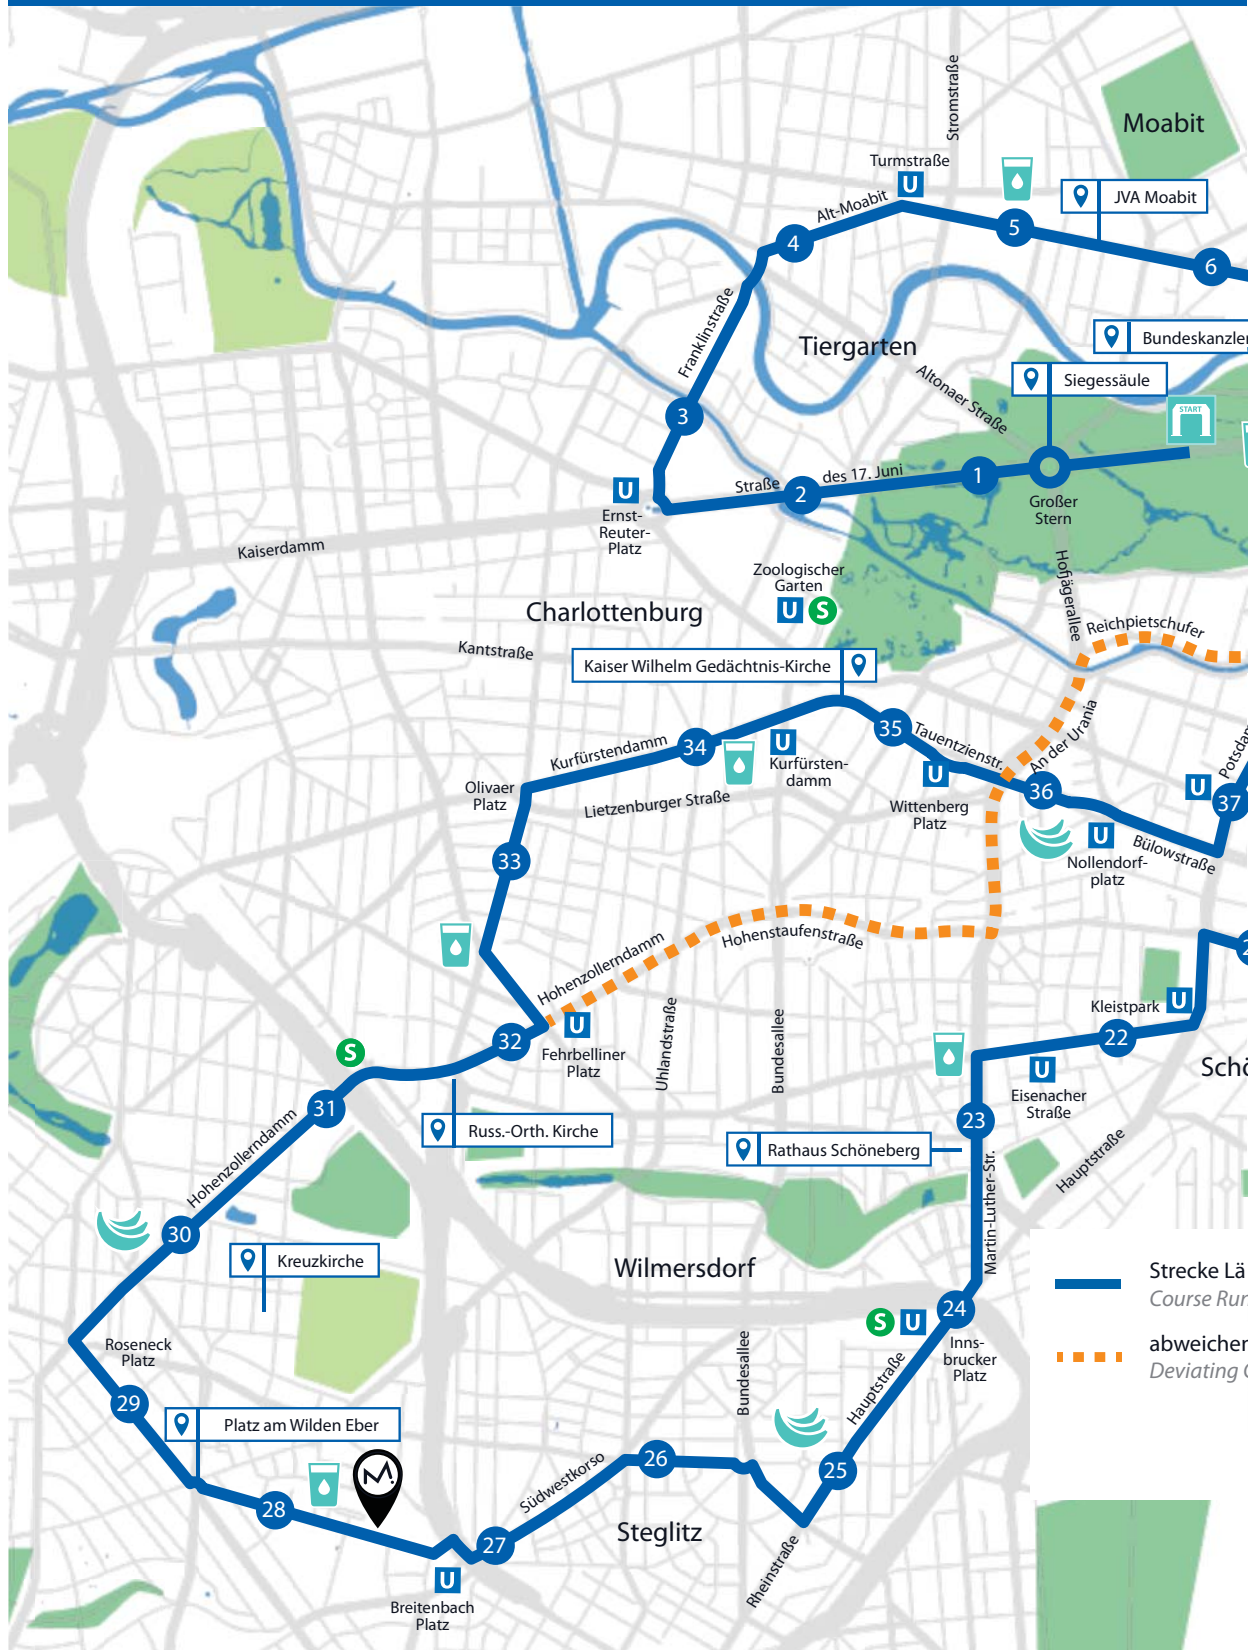 Moabit
Stromstraße
Turmstraße
U
Alt-Moabit
JVA Moabit
4
5
6
Franklinstraße
Tiergarten
Bundeskanzler
Altonaer Straße
Siegessäule
START
3
Straße
des 17. Juni
2
1
U
Ernst-
Reuter-
Platz
Großer
Stern
Kaiserdamm
Zoologischer
Garten
U S
Hofjägerallee
Charlottenburg
Reichpietschufer
Kantstraße
Kaiser Wilhelm Gedächtnis-Kirche
An der Urania
Kurfürstendamm
34
35
Tauentzienstr.
U
Kurfürsten-
damm
Olivaer
Platz
Lietzenburger Straße
U
Wittenberg
Platz
36
U
37
U
Nollendorf-
platz
Bülowstraße
33
Hohenzollerndamm
Hohenstaufenstraße
Uhlandstraße
Bundesallee
Kleistpark
U
22
32
U
Fehrbelliner
Platz
S
31
U
Eisenacher
Straße
23
Russ.-Orth. Kirche
Rathaus Schöneberg
Hauptstraße
Martin-Luther-Str.
Hohenzollerndamm
30
Kreuzkirche
Wilmersdorf
Strecke Lä
Course Run
abweichen
Deviating
24
S U
Inns-
brucker
Platz
Roseneck
Platz
Bundesallee
Hauptstraße
29
Platz am Wilden Eber
28
Südwestkorso
26
25
27
Steglitz
Rheinstraße
U
Breitenbach
Platz